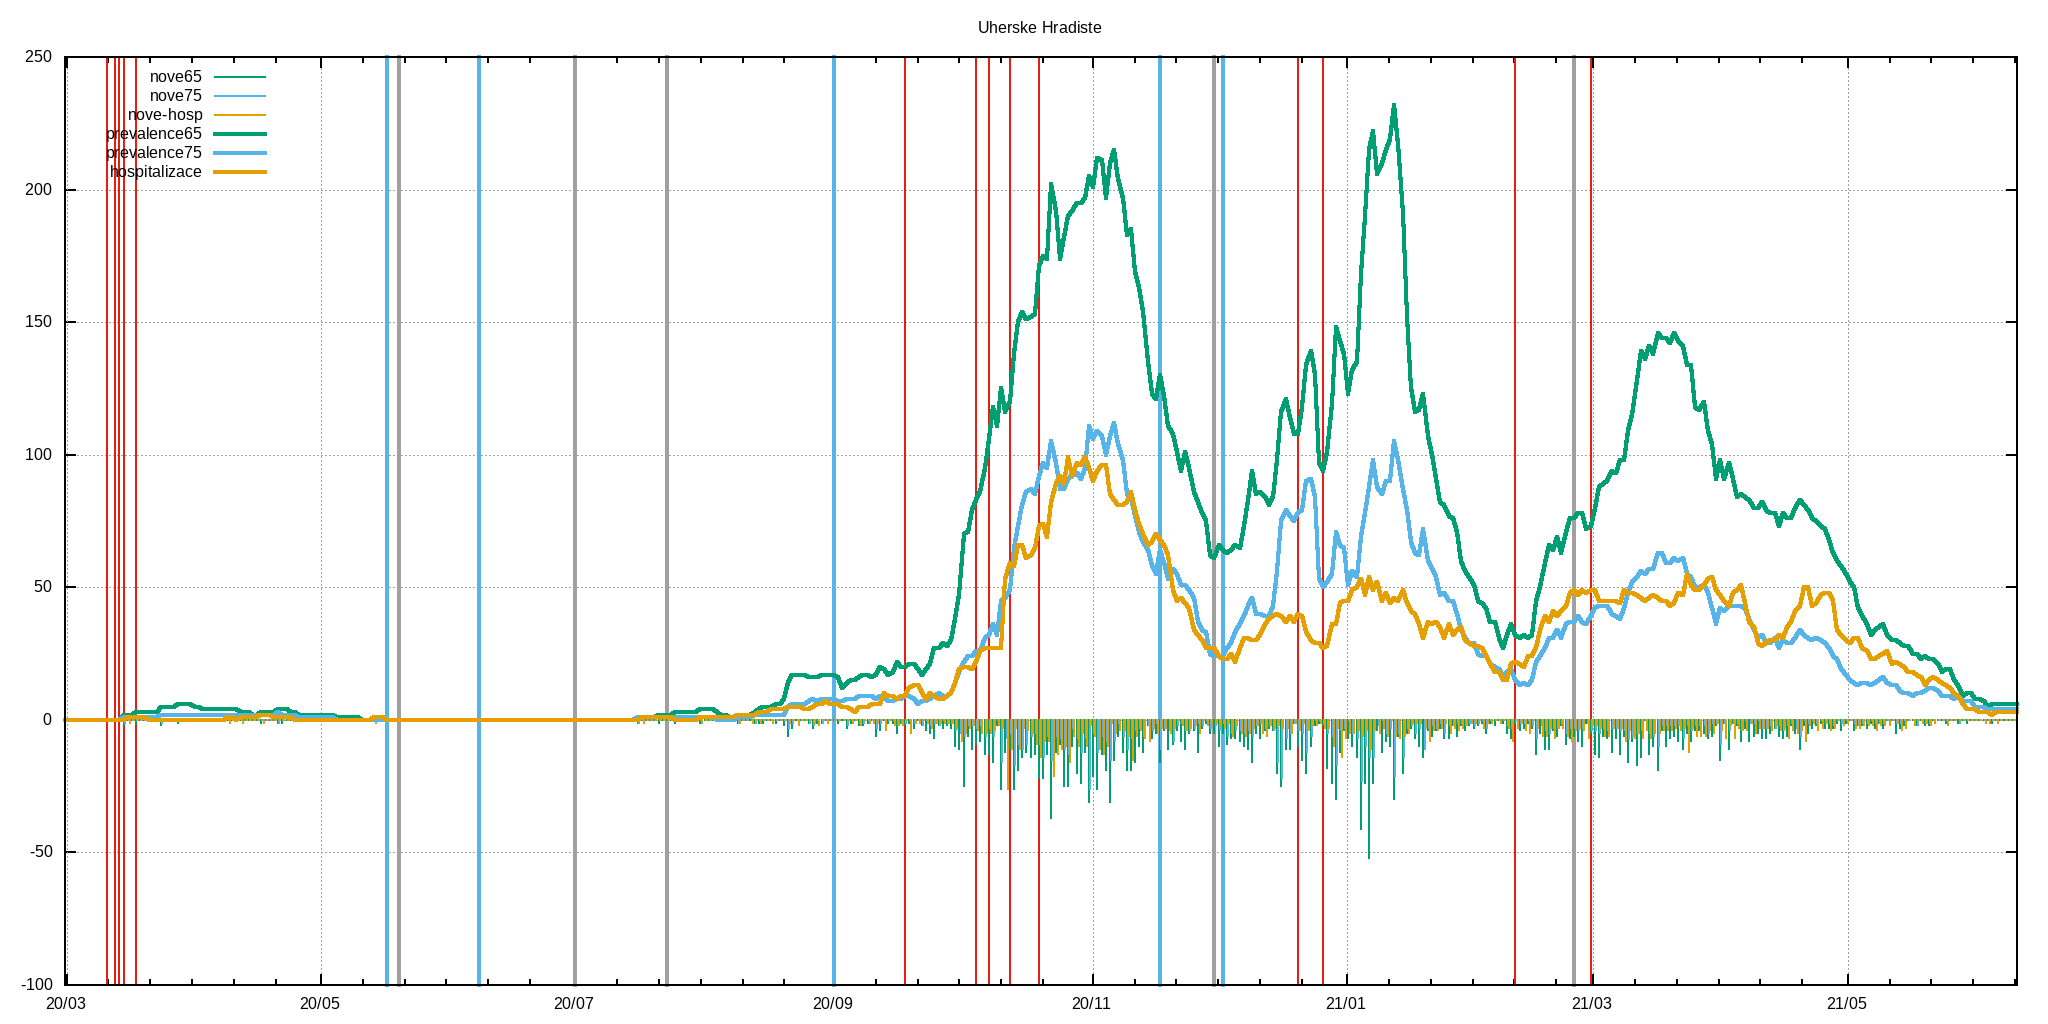 Uherske Hradiste
250
200
150
100
50
0
-50
-100
nove65
nove75
nove-hosp
prevalence65
prevalence75
hospitalizace
20/03 20/05 20/07 20/09 20/11 21/01 21/03 21/05